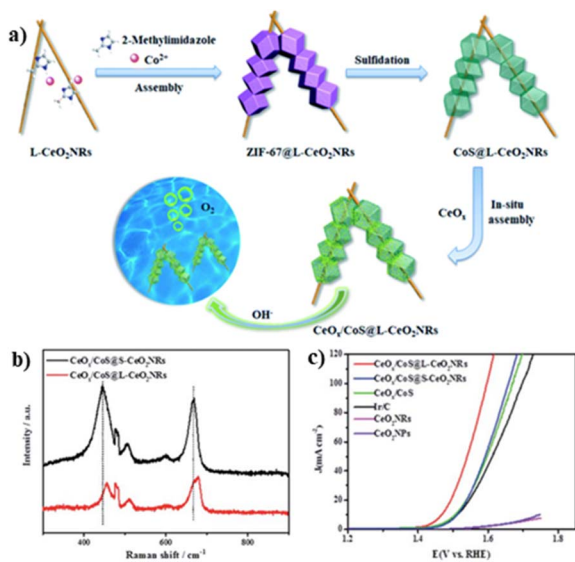 a)
2-Methylimidazole
Co²⁺
Assembly
Sulfidation
L-CeO₂NRs
ZIF-67@L-CeO₂NRs
CoS@L-CeO₂NRs
CeOₓ
In-situ
assembly
O₂
OH⁻
CeOₓ/CoS@L-CeO₂NRs
b)
CeOₓ/CoS@S-CeO₂NRs
CeOₓ/CoS@L-CeO₂NRs
Intensity / a.u.
400 600 800
Raman shift / cm⁻¹
c)
CeOₓ/CoS@L-CeO₂NRs
CeOₓ/CoS@S-CeO₂NRs
CeOₓ/CoS
Ir/C
CeO₂NRs
CeO₂NPs
J(mA cm⁻²)
120
100
80
60
40
20
0
1.2 1.4 1.6 1.8
E(V vs. RHE)